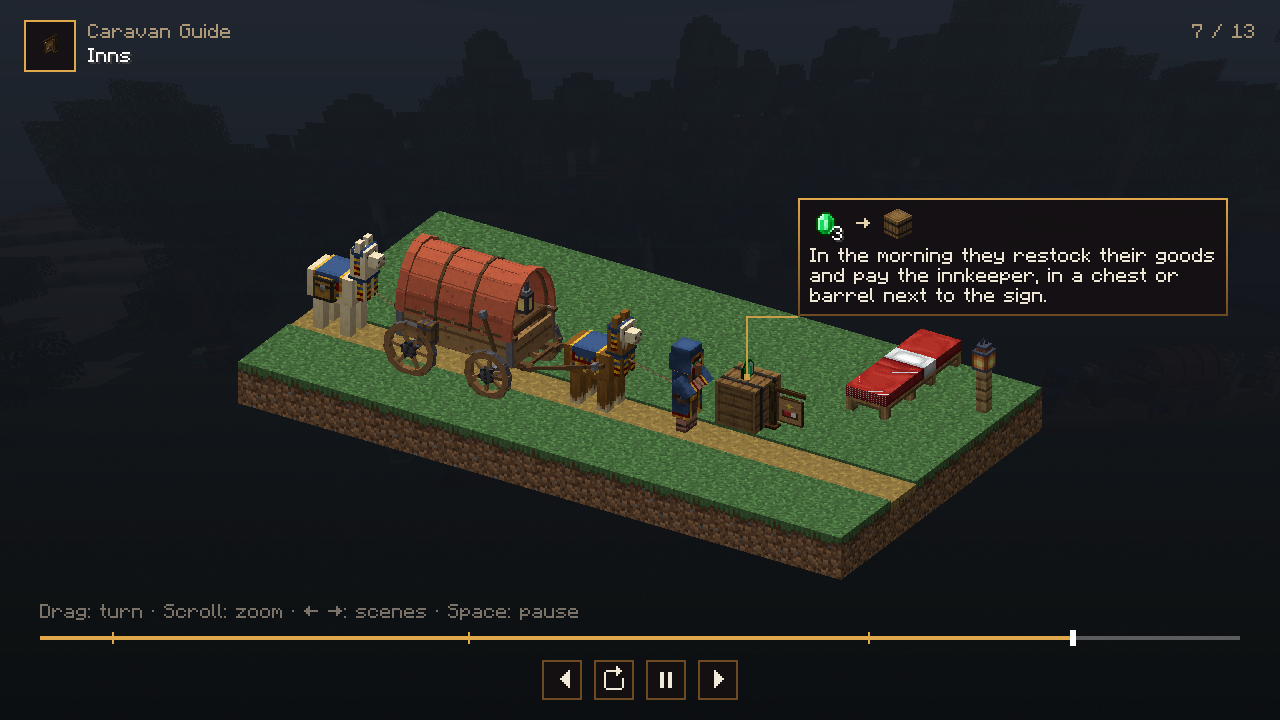 Caravan Guide
Inns
7 / 13
3
In the morning they restock their goods
and pay the innkeeper, in a chest or
barrel next to the sign.
Drag: turn · Scroll: zoom · ← →: scenes · Space: pause